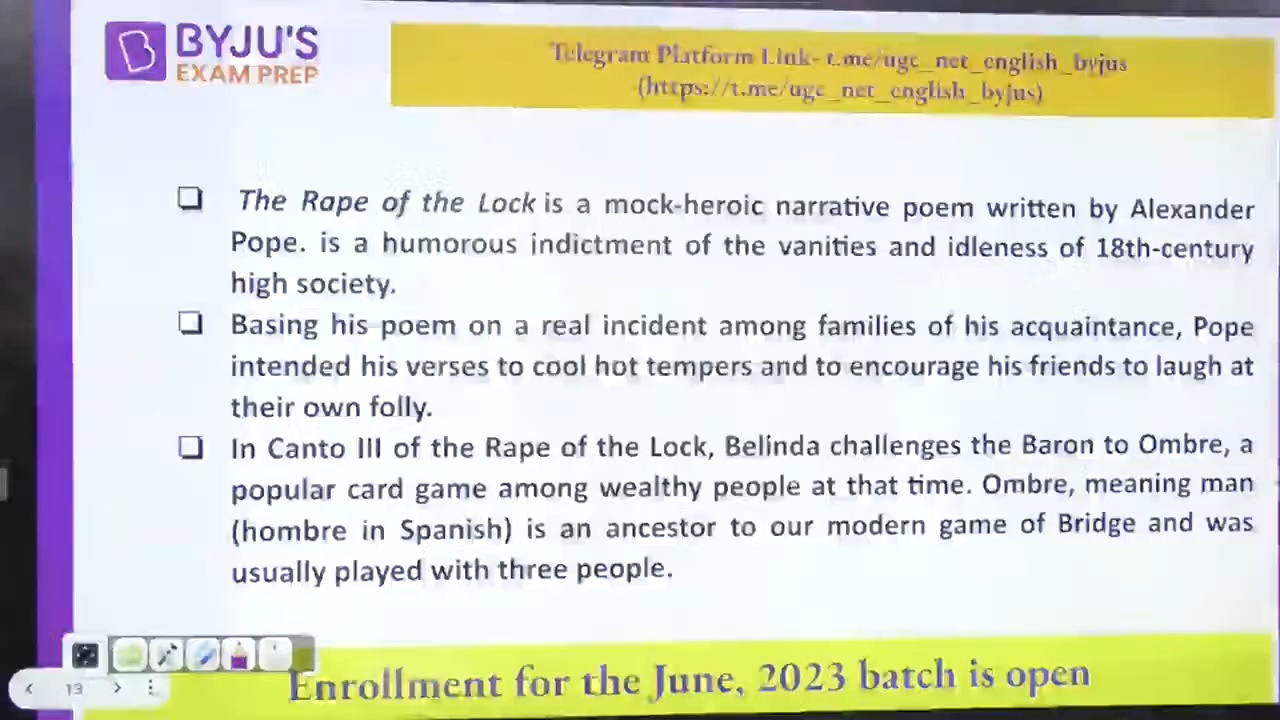 BYJU'S
EXAM PREP
Telegram Platform Link- t.me/ugc_net_english_byjus
(https://t.me/ugc_net_english_byjus)
The Rape of the Lock is a mock-heroic narrative poem written by Alexander
Pope. is a humorous indictment of the vanities and idleness of 18th-century
high society.
Basing his poem on a real incident among families of his acquaintance, Pope
intended his verses to cool hot tempers and to encourage his friends to laugh at
their own folly.
In Canto III of the Rape of the Lock, Belinda challenges the Baron to Ombre, a
popular card game among wealthy people at that time. Ombre, meaning man
(hombre in Spanish) is an ancestor to our modern game of Bridge and was
usually played with three people.
13
Enrollment for the June, 2023 batch is open